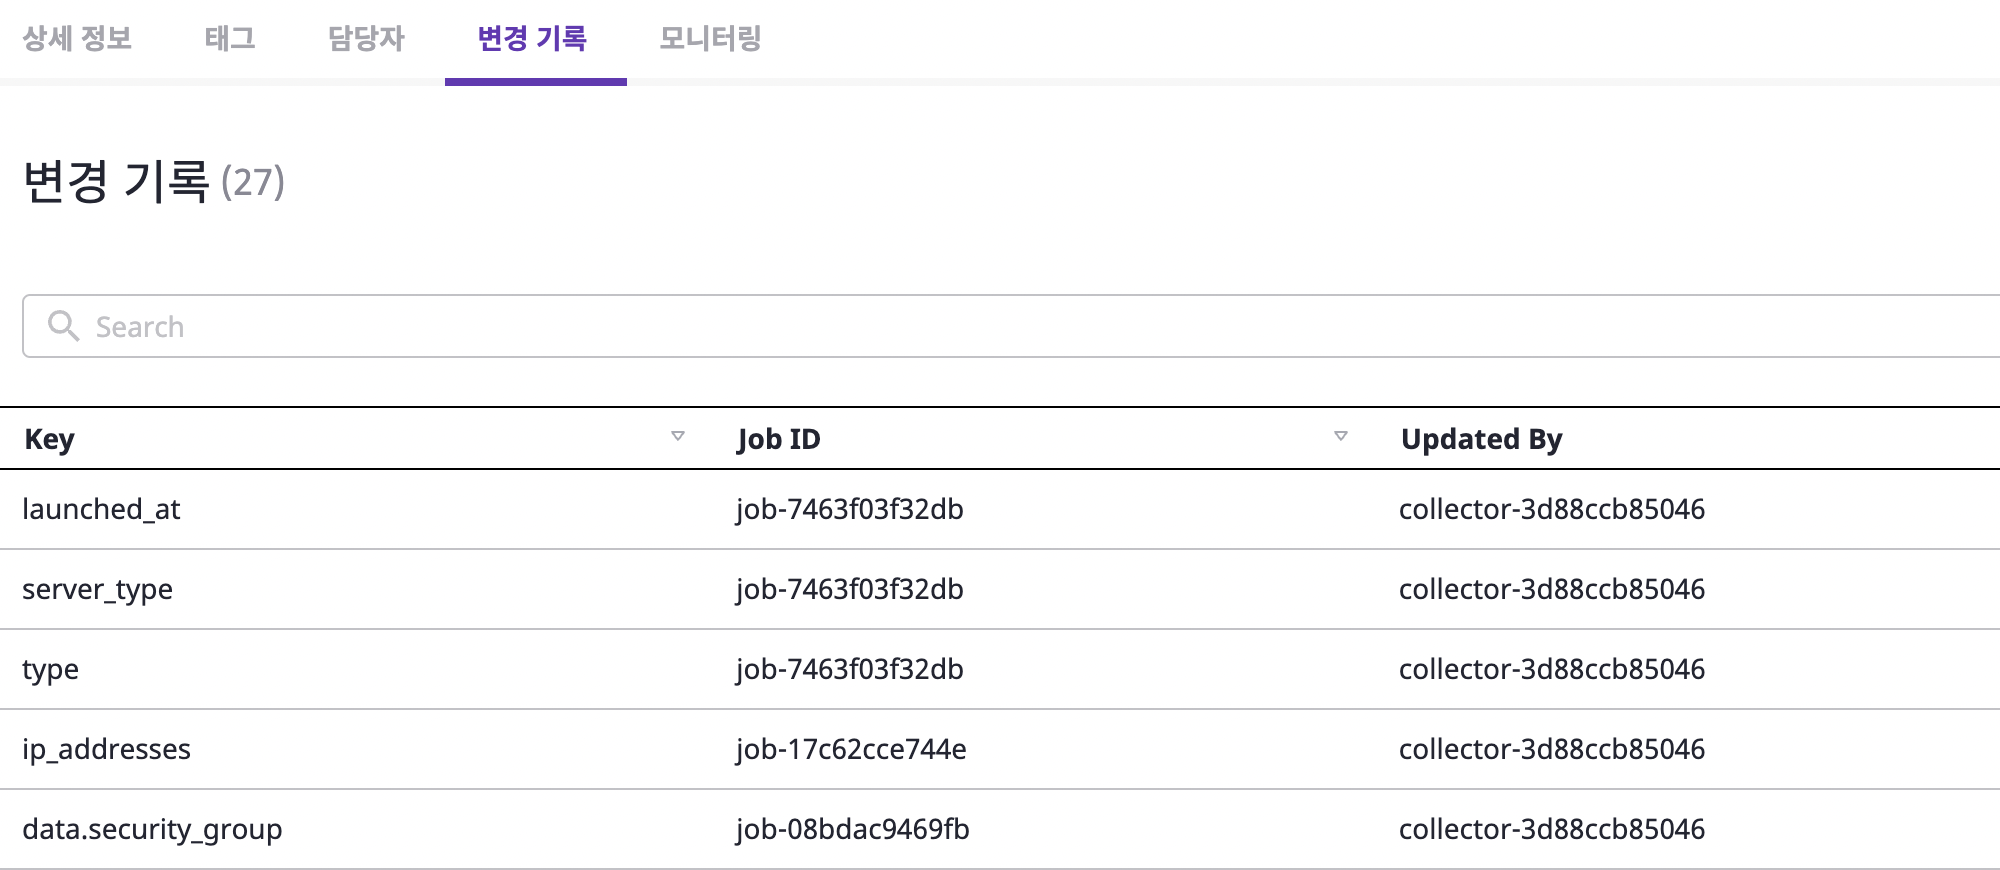 상세 정보 태그 담당자 변경 기록 모니터링
변경 기록 (27)
Search
Key Job ID Updated By
launched_at job-7463f03f32db collector-3d88ccb85046
server_type job-7463f03f32db collector-3d88ccb85046
type job-7463f03f32db collector-3d88ccb85046
ip_addresses job-17c62cce744e collector-3d88ccb85046
data.security_group job-08bdac9469fb collector-3d88ccb85046